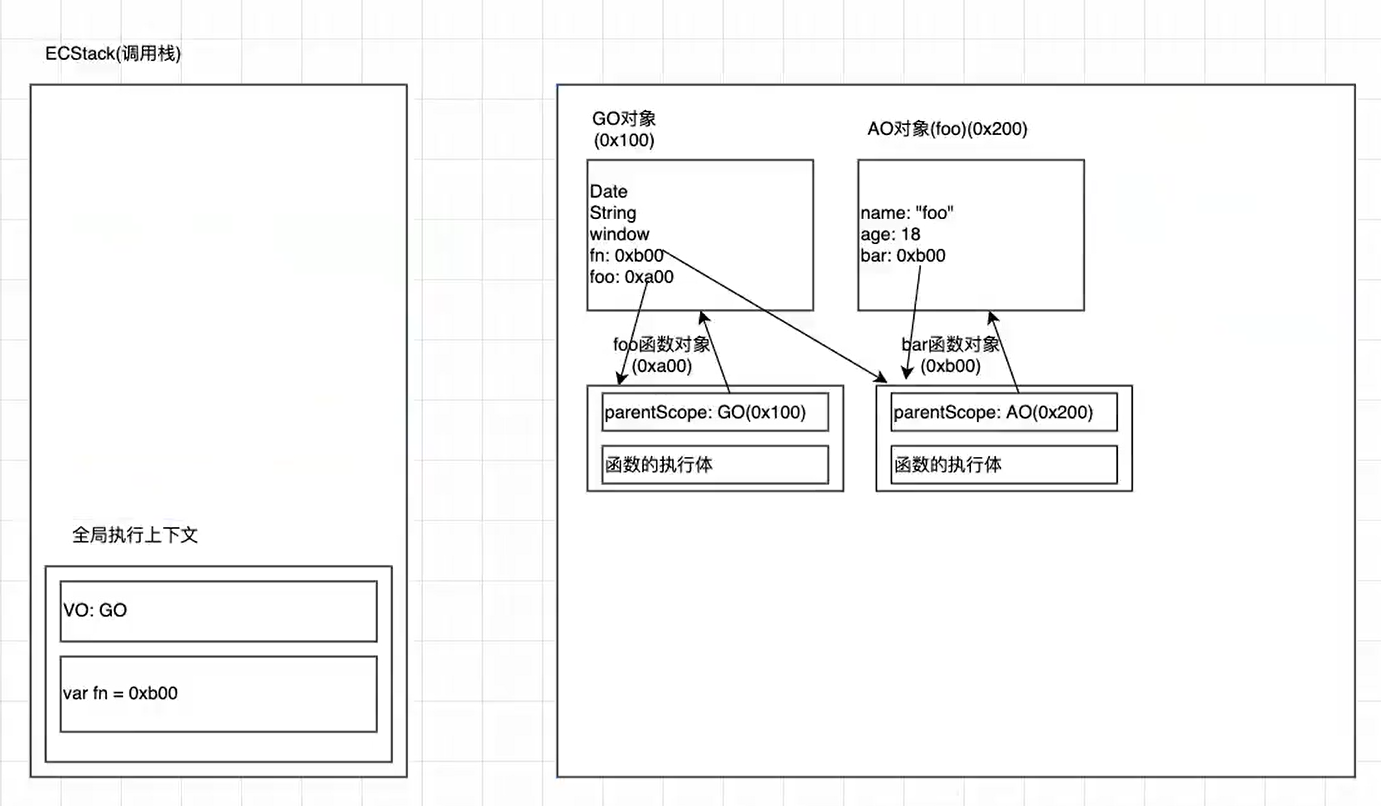 ECStack(调用栈)
全局执行上下文
VO: GO
var fn = 0xb00
GO对象
(0x100)
Date
String
window
fn: 0xb00
foo: 0xa00
foo函数对象
(0xa00)
parentScope: GO(0x100)
函数的执行体
AO对象(foo)(0x200)
name: "foo"
age: 18
bar: 0xb00
bar函数对象
(0xb00)
parentScope: AO(0x200)
函数的执行体